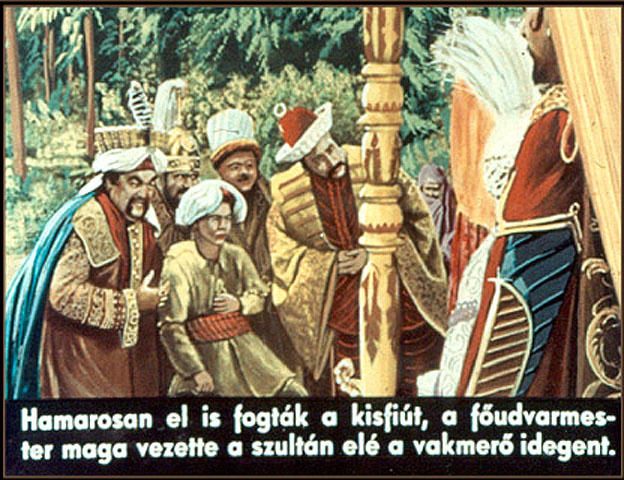 Hamarosan el is fogták a kisfiút, a főudvarmes-
ter maga vezette a szultán elé a vakmerő idegent.